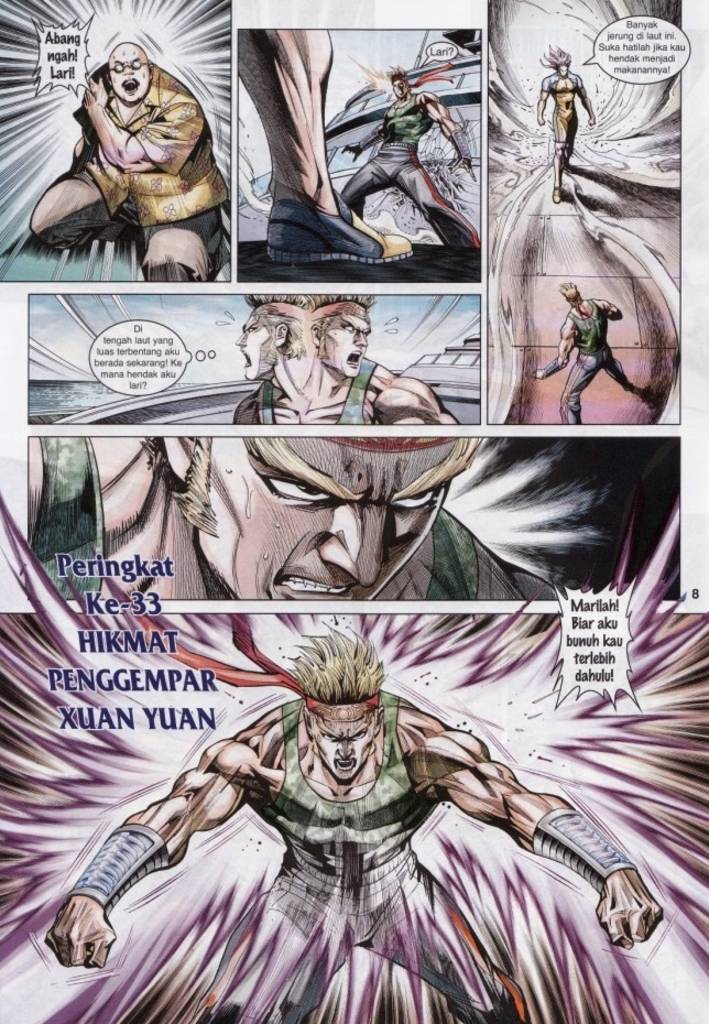 Abang
ngah!
Lari!
Lari?
Banyak
jerung di laut ini.
Suka hatilah jika kau
hendak menjadi
makanannya!
Di
tengah laut yang
luas terbentang aku
berada sekarang! Ke
mana hendak aku
lari?
Peringkat
Ke-33
HIKMAT
PENGGEMPAR
XUAN YUAN
8
Marilah!
Biar aku
bunuh kau
terlebih
dahulu!